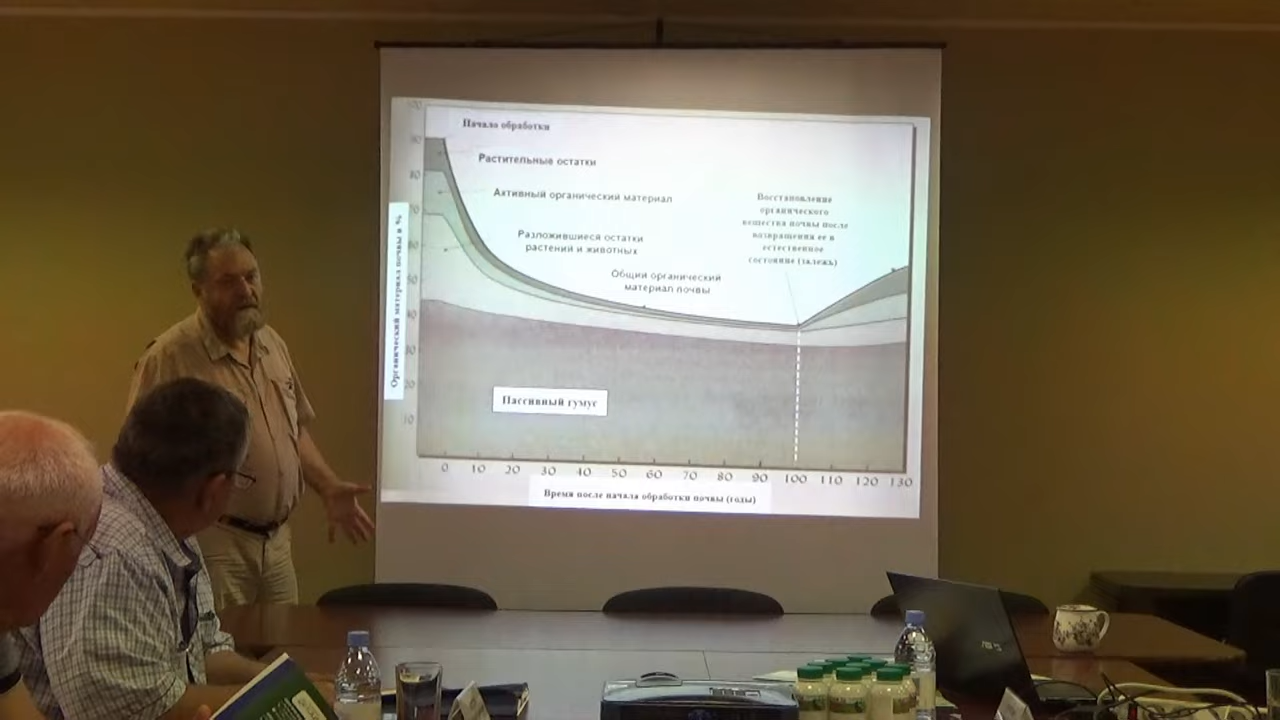 Начало обработки
Растительные остатки
Активный органический материал
Разложившиеся остатки
растений и животных
Общий органический
материал почвы
Восстановление
органического
вещества почвы после
возвращения ее в
естественное
состояние (залежь)
Органический материал почвы в %
100
90
80
70
60
50
40
30
20
10
Пассивный гумус
0 10 20 30 40 50 60 70 80 90 100 110 120 130
Время после начала обработки почвы (годы)
ASUS